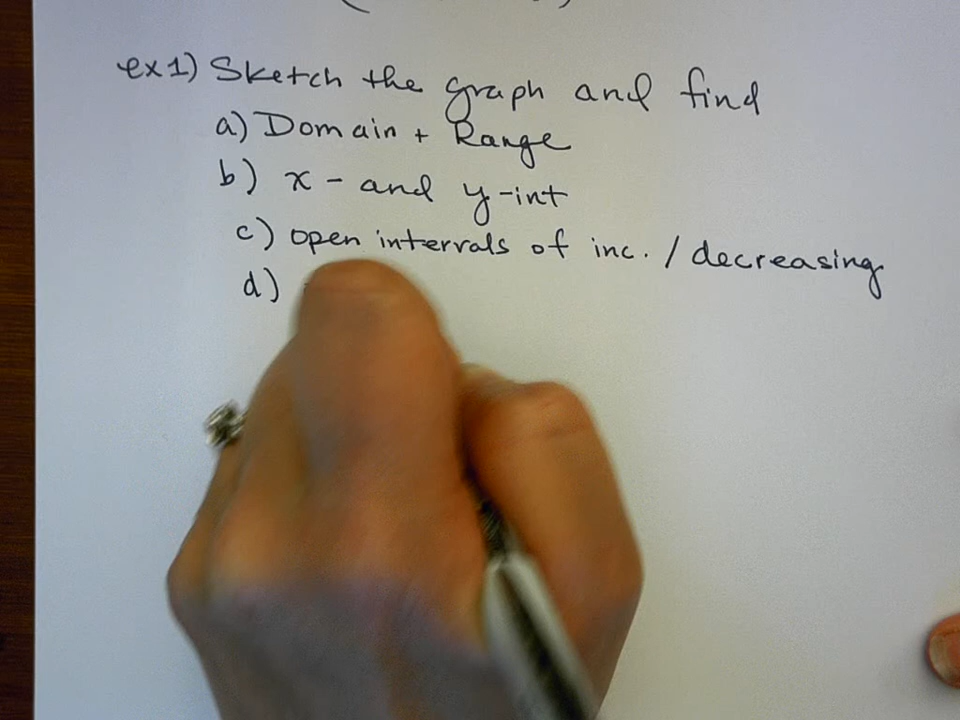 ex1) Sketch the graph and find
a) Domain + Range
b) x - and y-int
c) open intervals of inc. / decreasing
d)